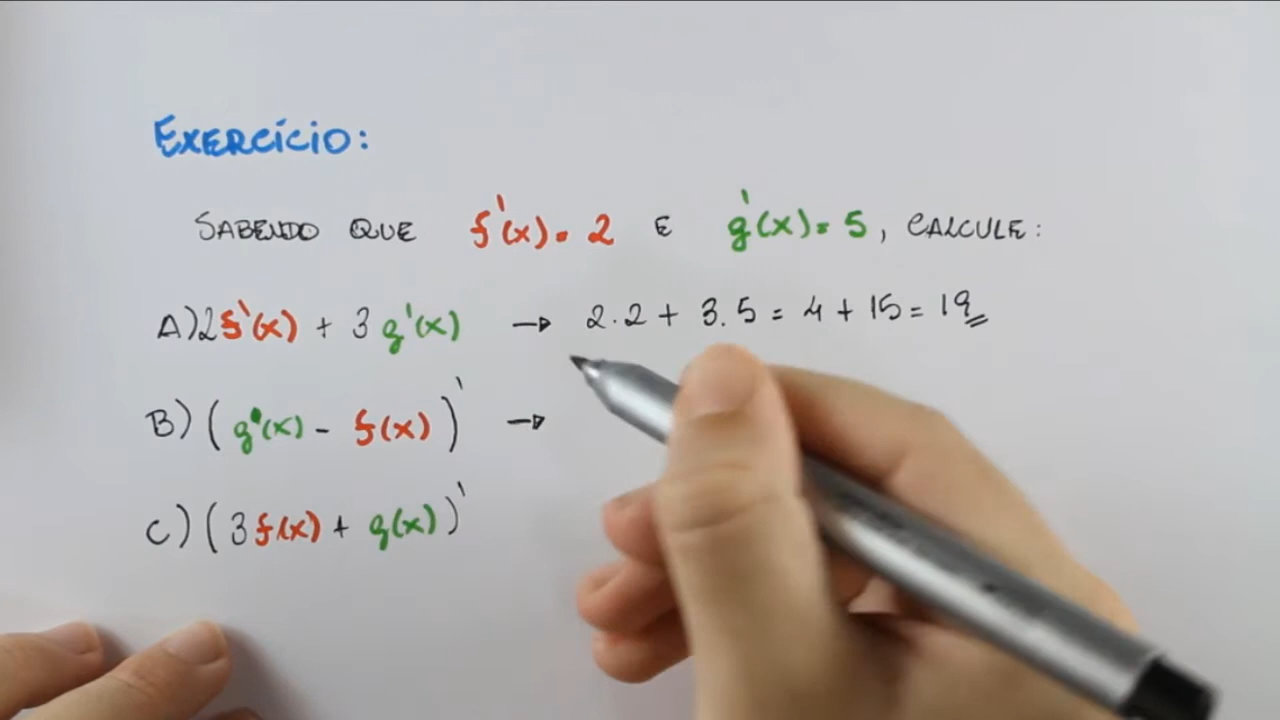 EXERCÍCIO:
SABENDO QUE f'(x) = 2 E g'(x) = 5, CALCULE:
A) 2f'(x) + 3g'(x) → 2.2 + 3.5 = 4 + 15 = 19
B) (g(x) - f(x))' →
C) (3f(x) + g(x))'